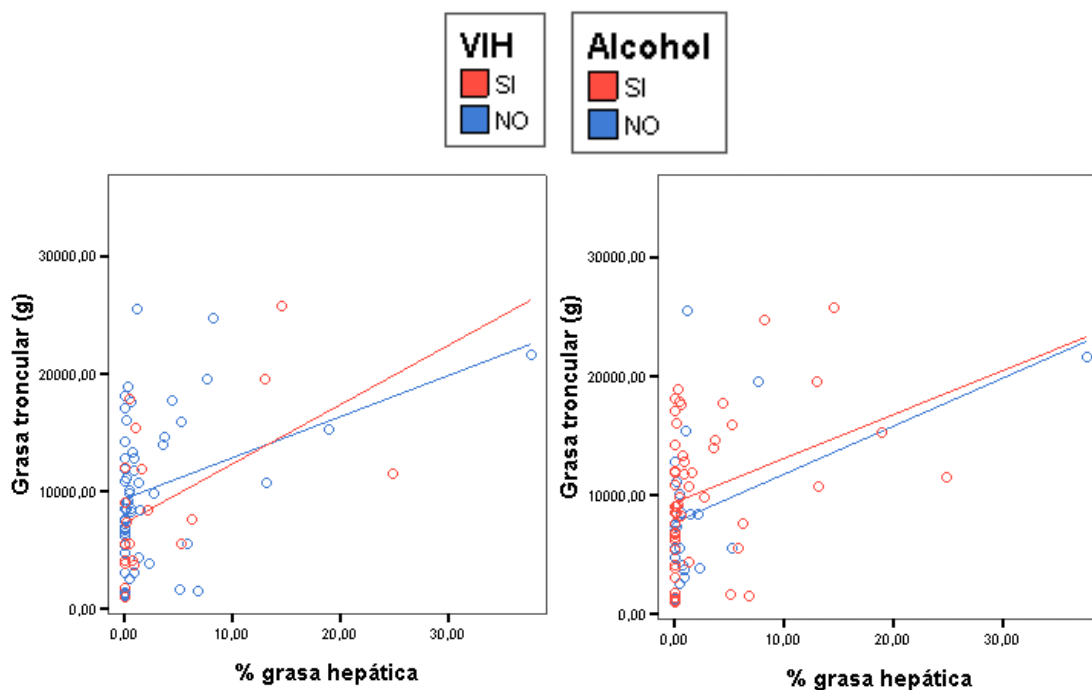 VIH
SI
NO
Alcohol
SI
NO
Grasa troncular (g)
30000,00
20000,00
10000,00
0,00
0,00
10,00
20,00
30,00
% grasa hepática
Grasa troncular (g)
30000,00
20000,00
10000,00
0,00
0,00
10,00
20,00
30,00
% grasa hepática